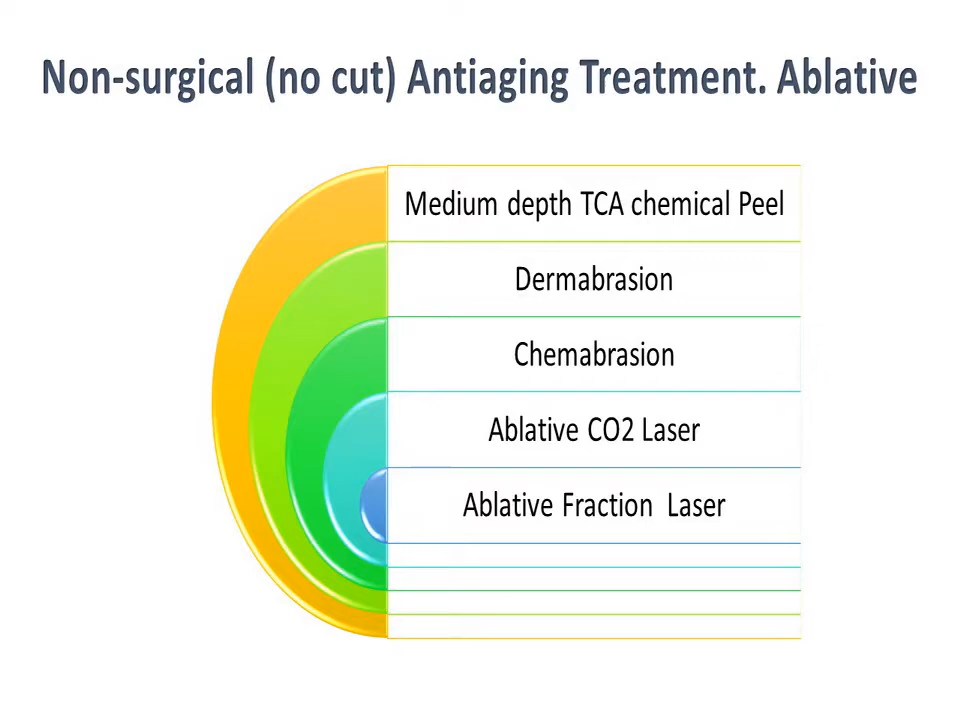 Non-surgical (no cut) Antiaging Treatment. Ablative
Medium depth TCA chemical Peel
Dermabrasion
Chemabrasion
Ablative CO2 Laser
Ablative Fraction Laser